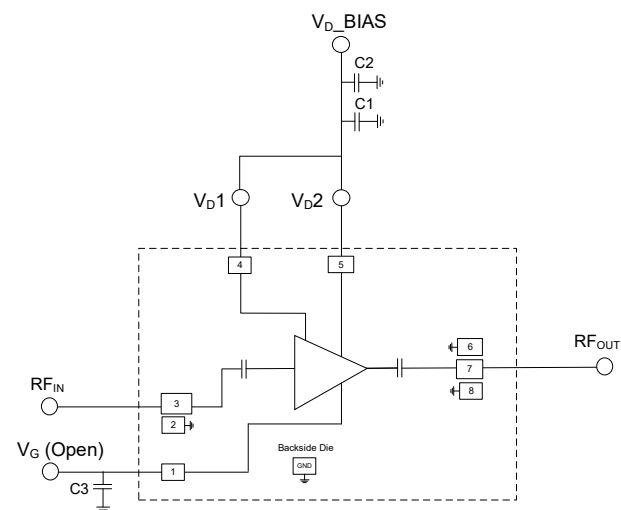 V_D_BIAS
C2
C1
V_D1 V_D2
4 5
6
RF_OUT
7
RF_IN
3
8
2
V_G (Open)
Backside Die
1
GND
C3